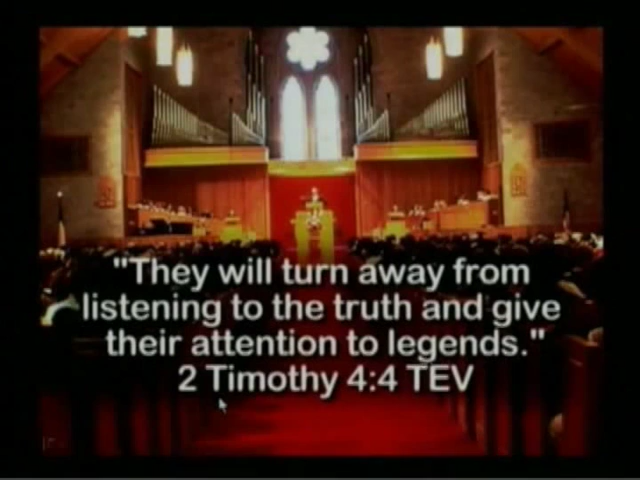 "They will turn away from
listening to the truth and give
their attention to legends."
2 Timothy 4:4 TEV